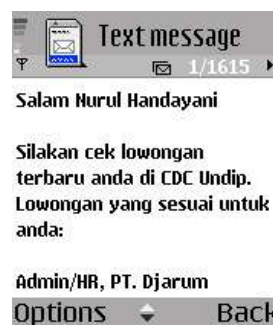 Text message
1/1615
Salam Nurul Handayani
Silakan cek lowongan
terbaru anda di CDC Undip.
Lowongan yang sesuai untuk
anda:
Admin/HR, PT. Djarum
Options Back